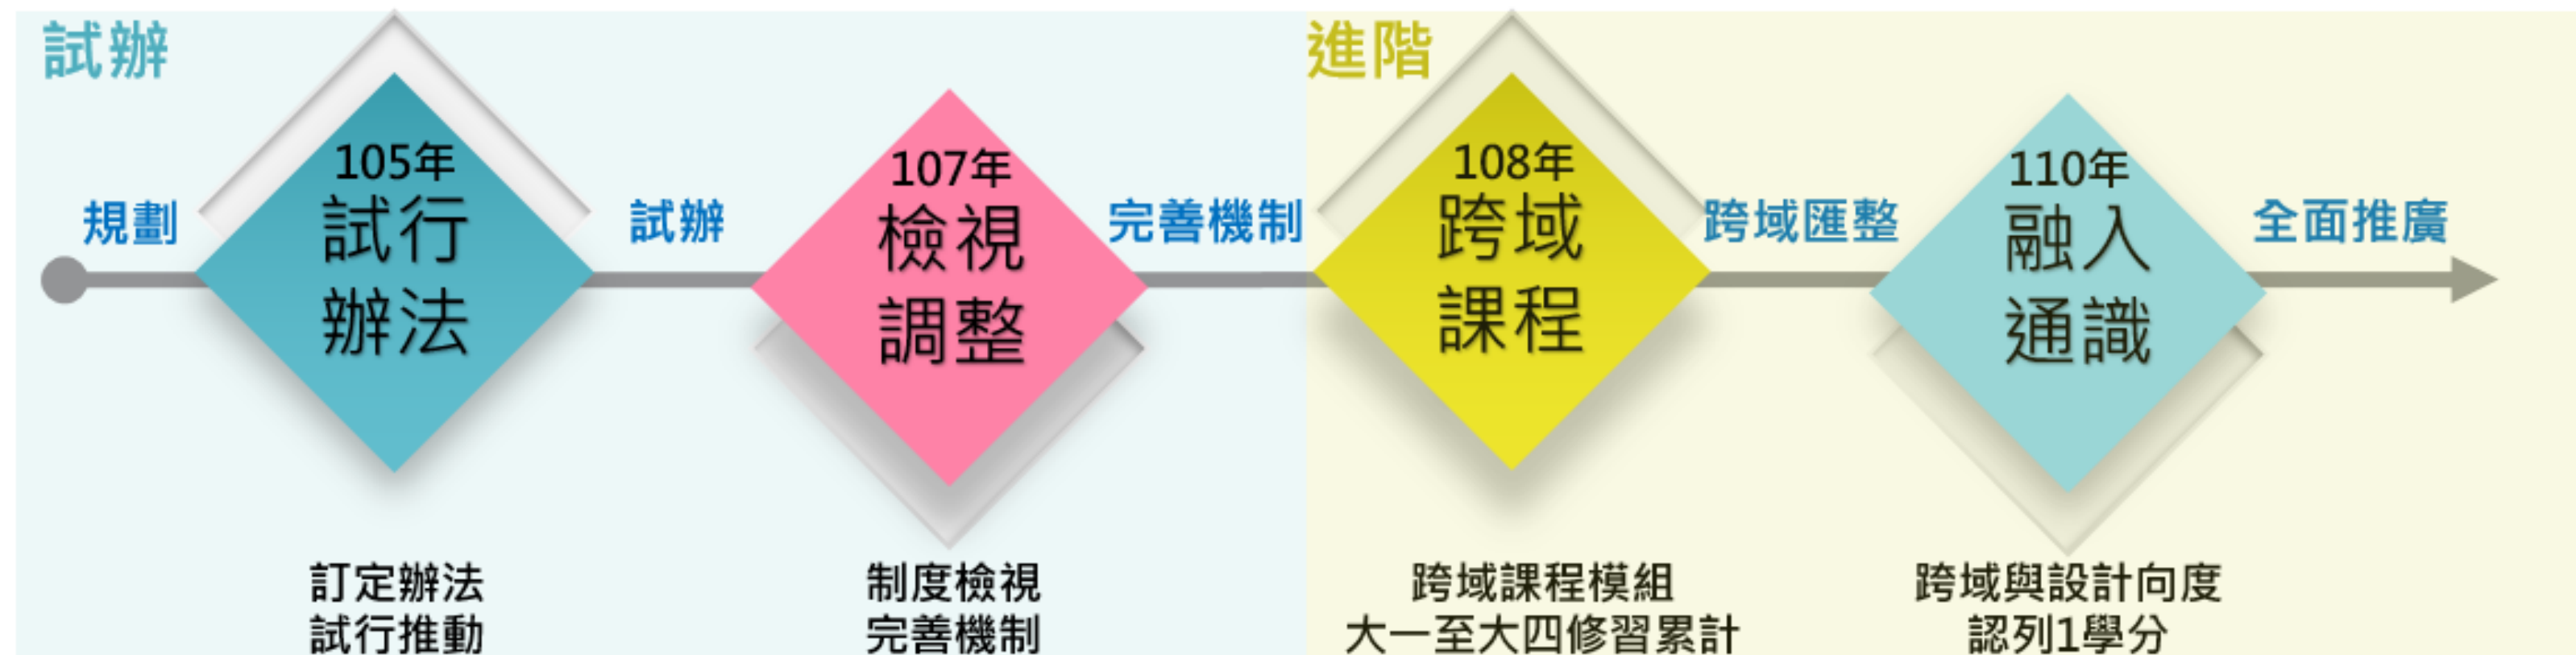 試辦
進階
規劃
105年
試行
辦法
試辦
107年
檢視
調整
完善機制
108年
跨域
課程
跨域匯整
110年
融入
通識
全面推廣
訂定辦法
試行推動
制度檢視
完善機制
跨域課程模組
大一至大四修習累計
跨域與設計向度
認列1學分